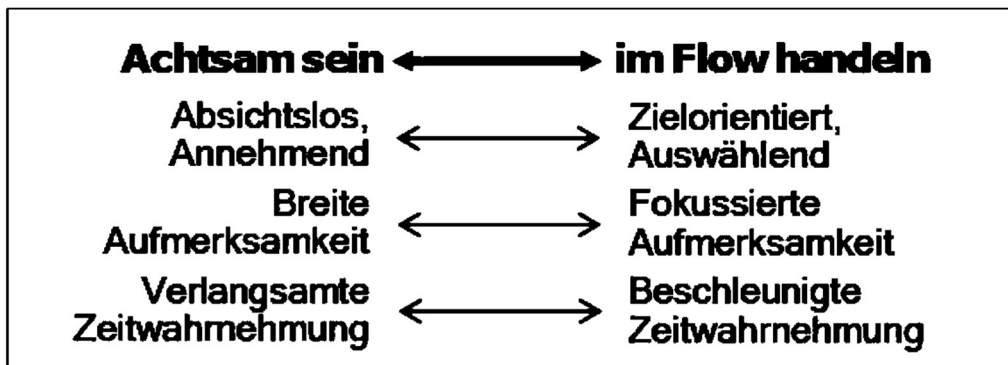 Achtsam sein im Flow handeln
Absichtslos, Zielorientiert,
Annehmend Auswählend
Breite Fokussierte
Aufmerksamkeit Aufmerksamkeit
Verlangsamte Beschleunigte
Zeitwahrnehmung Zeitwahrnehmung